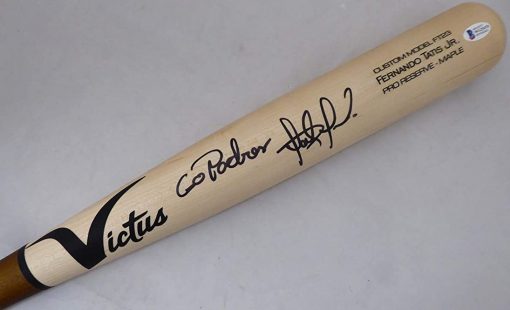 CUSTOM MODEL FT23
FERNANDO TATIS JR.
PRO RESERVE - MAPLE
Go Padres
Victus